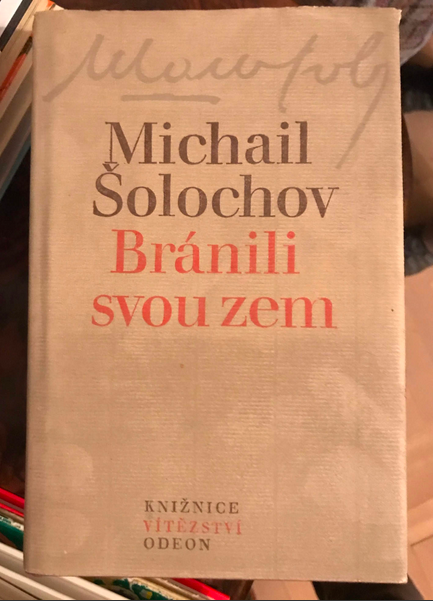 Michail
Šolochov
Bránili
svou zem
KNIŽNICE
VÍTĚZSTVÍ
ODEON